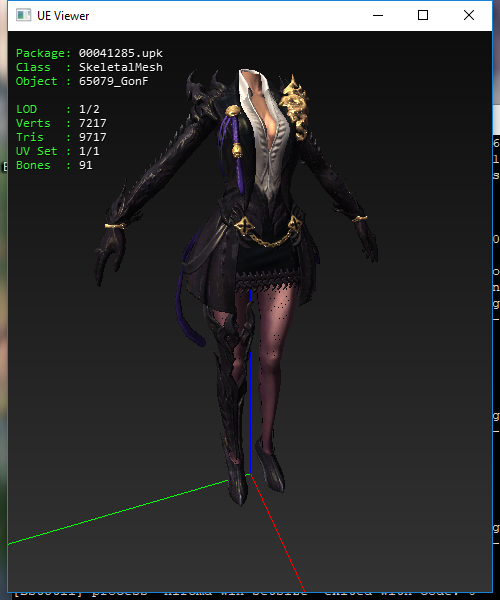 UE Viewer
Package: 00041285.upk
Class : SkeletalMesh
Object : 65079_GonF
LOD : 1/2
Verts : 7217
Tris : 9717
UV Set : 1/1
Bones : 91